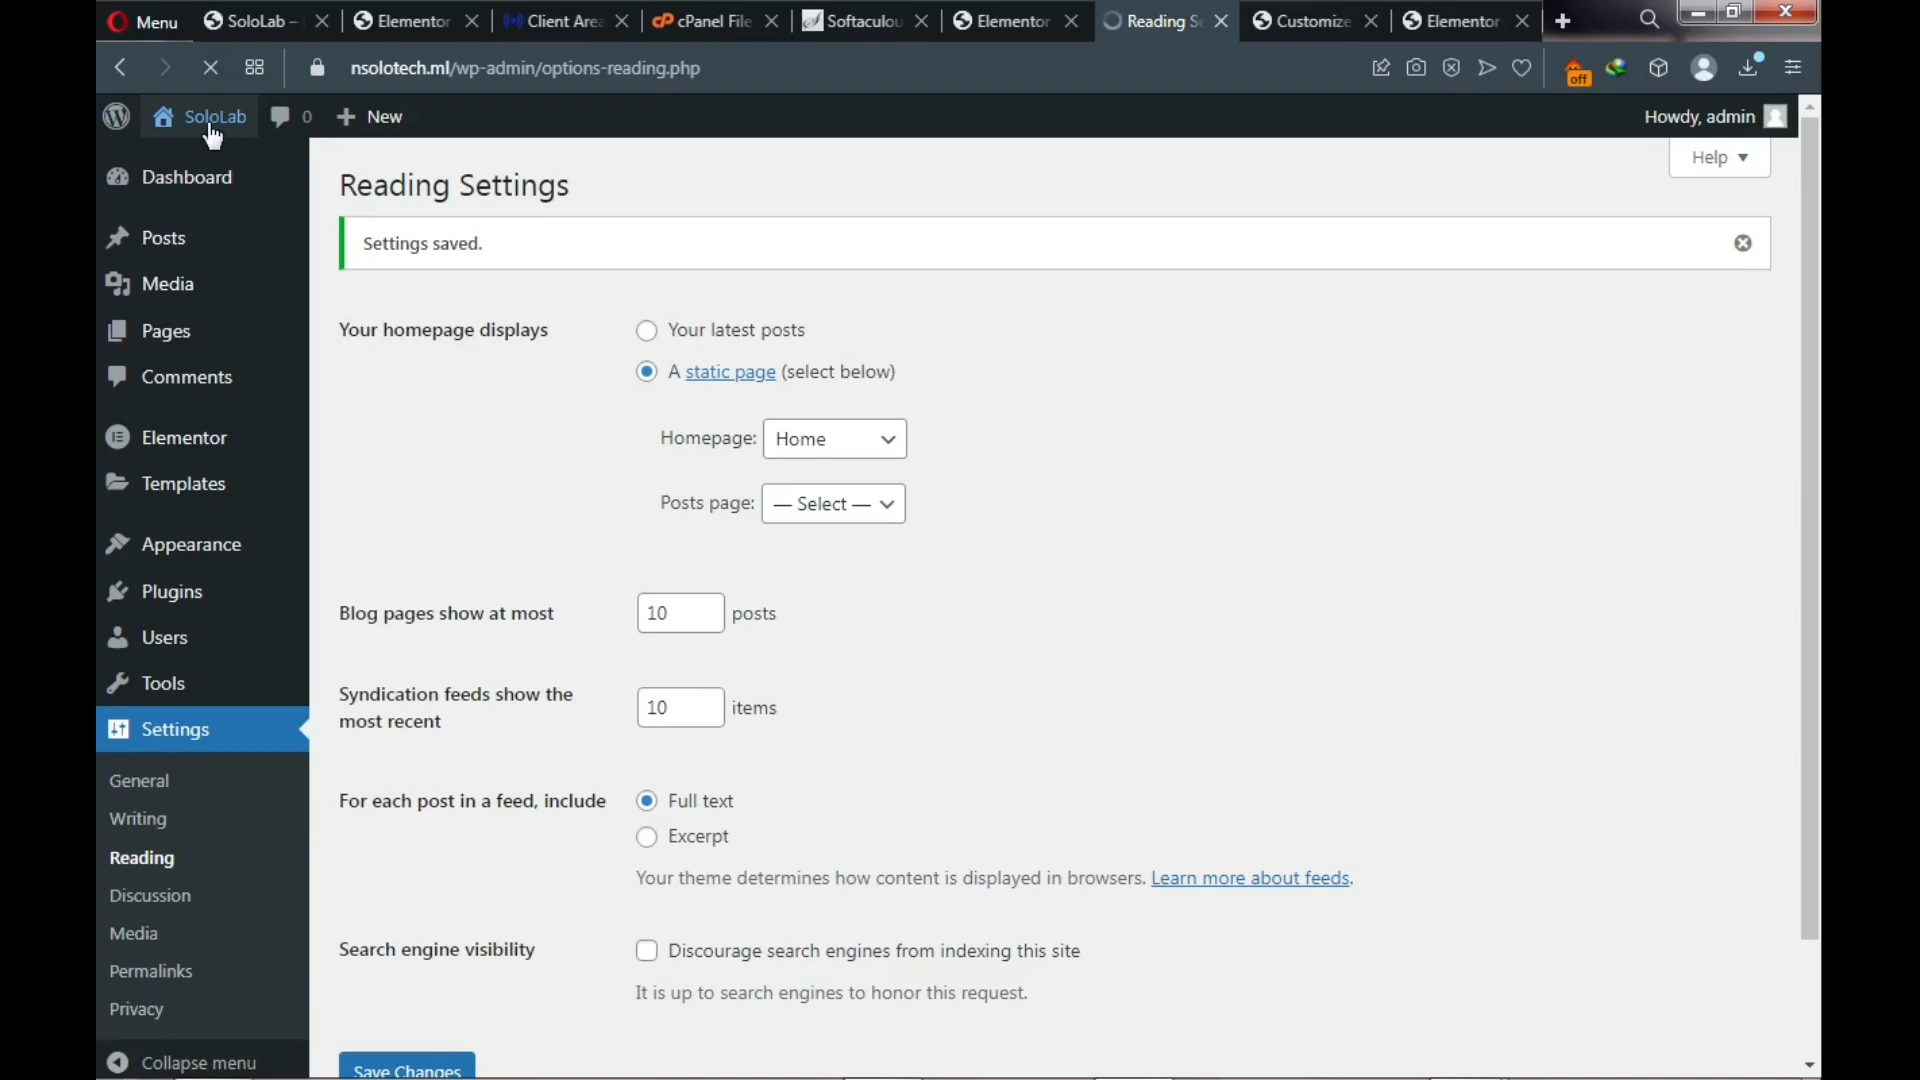 Menu
SoloLab –
Elementor
Client Area
cPanel File
Softaculou
Elementor
Reading Se
Customize
Elementor
nsolotech.ml/wp-admin/options-reading.php
off
SoloLab
0
New
Howdy, admin
Help
Dashboard
Posts
Media
Pages
Comments
Elementor
Templates
Appearance
Plugins
Users
Tools
Settings
General
Writing
Reading
Discussion
Media
Permalinks
Privacy
Collapse menu
Reading Settings
Settings saved.
Your homepage displays
Your latest posts
A static page (select below)
Homepage: Home
Posts page: — Select —
Blog pages show at most
10 posts
Syndication feeds show the
most recent
10 items
For each post in a feed, include
Full text
Excerpt
Your theme determines how content is displayed in browsers. Learn more about feeds.
Search engine visibility
Discourage search engines from indexing this site
It is up to search engines to honor this request.
Save Changes